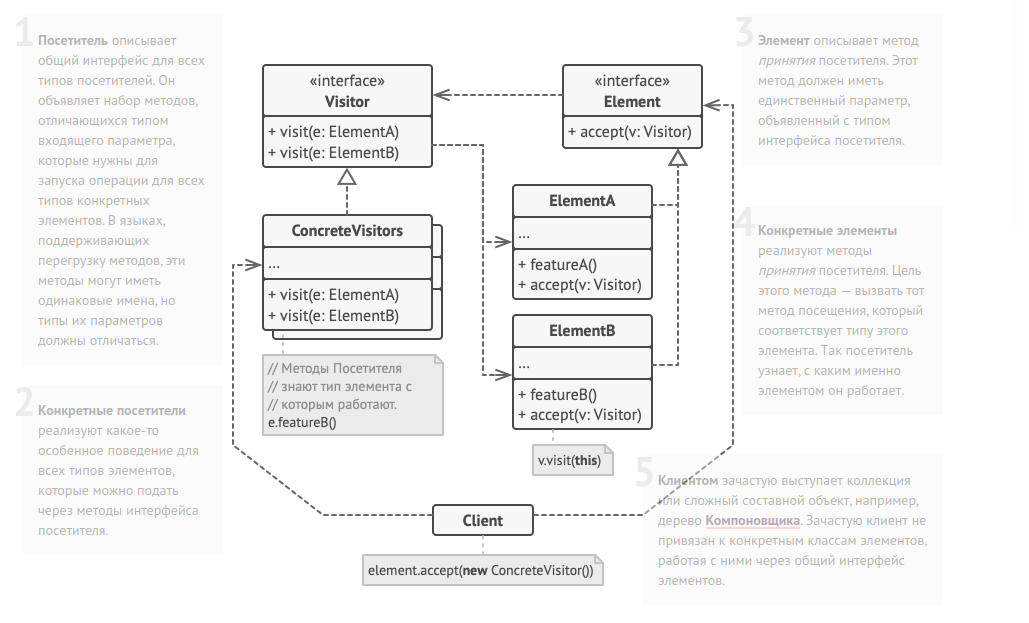 1
Посетитель описывает
общий интерфейс для всех
типов посетителей. Он
объявляет набор методов,
отличающихся типом
входящего параметра,
которые нужны для
запуска операции для всех
типов конкретных
элементов. В языках,
поддерживающих
перегрузку методов, эти
методы могут иметь
одинаковые имена, но
типы их параметров
должны отличаться.
2
Конкретные посетители
реализуют какое-то
особенное поведение для
всех типов элементов,
которые можно подать
через методы интерфейса
посетителя.
«interface»
Visitor
+ visit(e: ElementA)
+ visit(e: ElementB)
ConcreteVisitors
...
+ visit(e: ElementA)
+ visit(e: ElementB)
// Методы Посетителя
// знают тип элемента с
// которым работают.
e.featureB()
«interface»
Element
+ accept(v: Visitor)
ElementA
...
+ featureA()
+ accept(v: Visitor)
ElementB
...
+ featureB()
+ accept(v: Visitor)
v.visit(this)
Client
element.accept(new ConcreteVisitor())
3
Элемент описывает метод
принятия посетителя. Этот
метод должен иметь
единственный параметр,
объявленный с типом
интерфейса посетителя.
4
Конкретные элементы
реализуют методы
принятия посетителя. Цель
этого метода — вызвать тот
метод посещения, который
соответствует типу этого
элемента. Так посетитель
узнает, с каким именно
элементом он работает.
5
Клиентом зачастую выступает коллекция
или сложный составной объект, например,
дерево Компоновщика. Зачастую клиент не
привязан к конкретным классам элементов,
работая с ними через общий интерфейс
элементов.